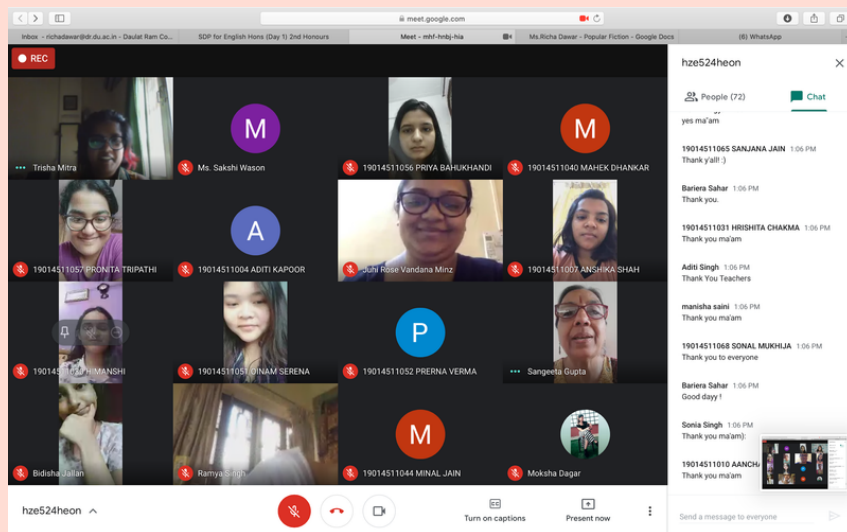 meet.google.com
Inbox - richadawar@dr.du.ac.in - Daulat Ram Co...
SDP for English Hons (Day 1) 2nd Honours
Meet - mhf-hnbj-hia
Ms.Richa Dawar - Popular Fiction - Google Docs
(6) WhatsApp
REC
Trisha Mitra
M
Ms. Sakshi Wason
19014511056 PRIYA BAHUKHANDI
M
19014511040 MAHEK DHANKAR
19014511057 PRONITA TRIPATHI
A
19014511004 ADITI KAPOOR
Juhi Rose Vandana Minz
19014511007 ANSHIKA SHAH
HIMANSHI
19014511051 OINAM SERENA
P
19014511052 PRERNA VERMA
Sangeeta Gupta
Bidisha Jallan
Ramya Singh
M
19014511044 MINAL JAIN
Moksha Dagar
hze524heon
Turn on captions
Present now
hze524heon
People (72)
Chat
yes ma'am
19014511065 SANJANA JAIN 1:06 PM
Thank y'all! :)
Bariera Sahar 1:06 PM
Thank you.
19014511031 HRISHITA CHAKMA 1:06 PM
Thank you ma'am
Aditi Singh 1:06 PM
Thank You Teachers
manisha saini 1:06 PM
Thank you ma'am
19014511068 SONAL MUKHIJA 1:06 PM
Thank you to everyone
Bariera Sahar 1:06 PM
Good dayy !
Sonia Singh 1:06 PM
Thank you ma'am):
19014511010 AANCHA
Thank you ma'am
Send a message to everyone